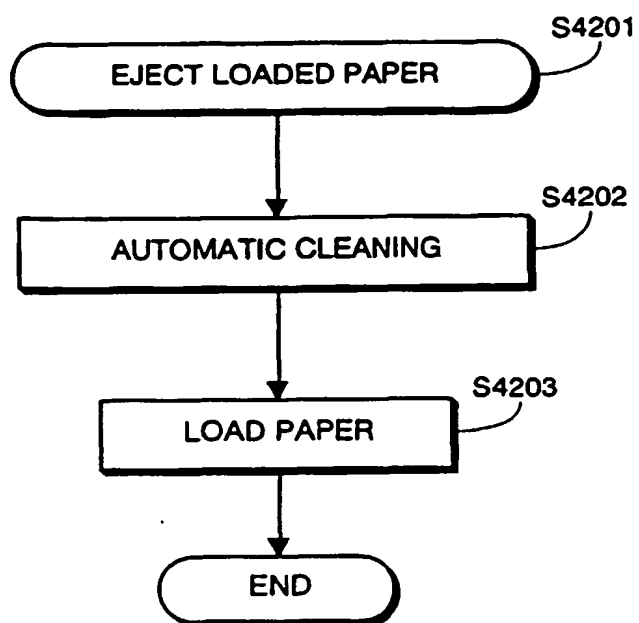 S4201
EJECT LOADED PAPER
S4202
AUTOMATIC CLEANING
S4203
LOAD PAPER
END